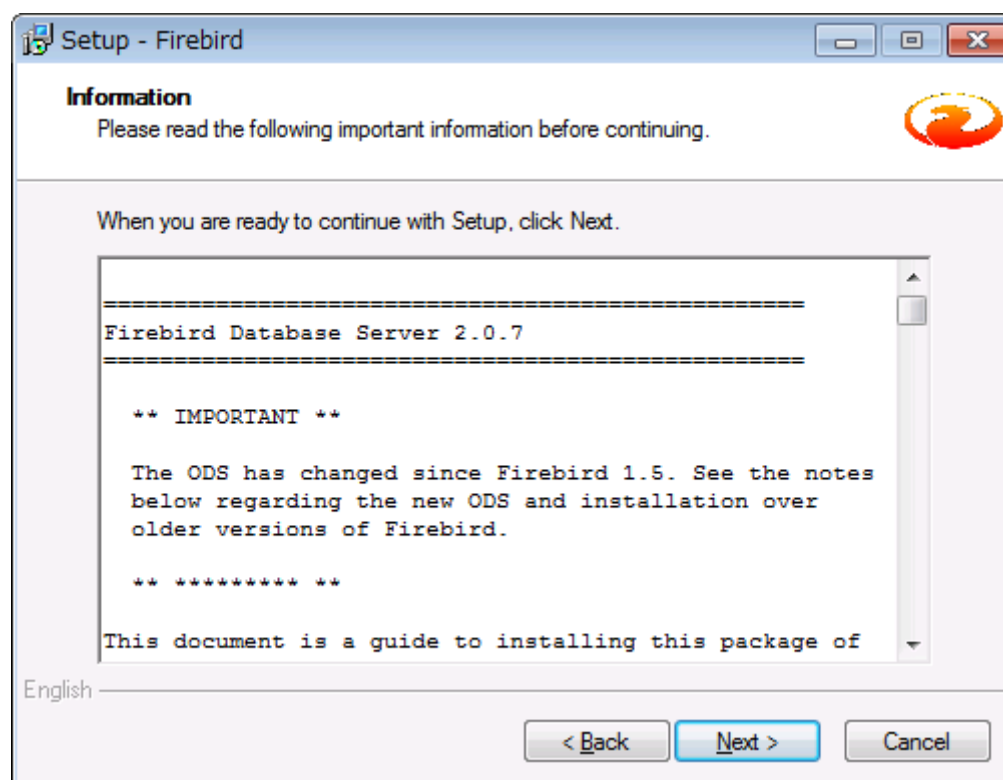 Setup - Firebird
Information
Please read the following important information before continuing.
When you are ready to continue with Setup, click Next.
==================================================
Firebird Database Server 2.0.7
==================================================
** IMPORTANT **
The ODS has changed since Firebird 1.5. See the notes
below regarding the new ODS and installation over
older versions of Firebird.
** ********* **
This document is a guide to installing this package of
English
< Back
Next >
Cancel